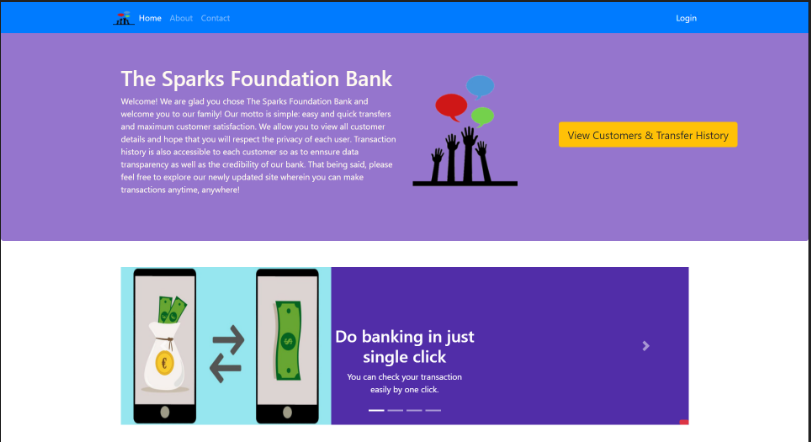 Home About Contact Login
The Sparks Foundation Bank
Welcome! We are glad you chose The Sparks Foundation Bank and
welcome you to our family! Our motto is simple: easy and quick transfers
and maximum customer satisfaction. We allow you to view all customer
details and hope that you will respect the privacy of each user. Transaction
history is also accessible to each customer so as to ennsure data
transparency as well as the credibility of our bank. That being said, please
feel free to explore our newly updated site wherein you can make
transactions anytime, anywhere!
View Customers & Transfer History
€
$
Do banking in just
single click
You can check your transaction
easily by one click.